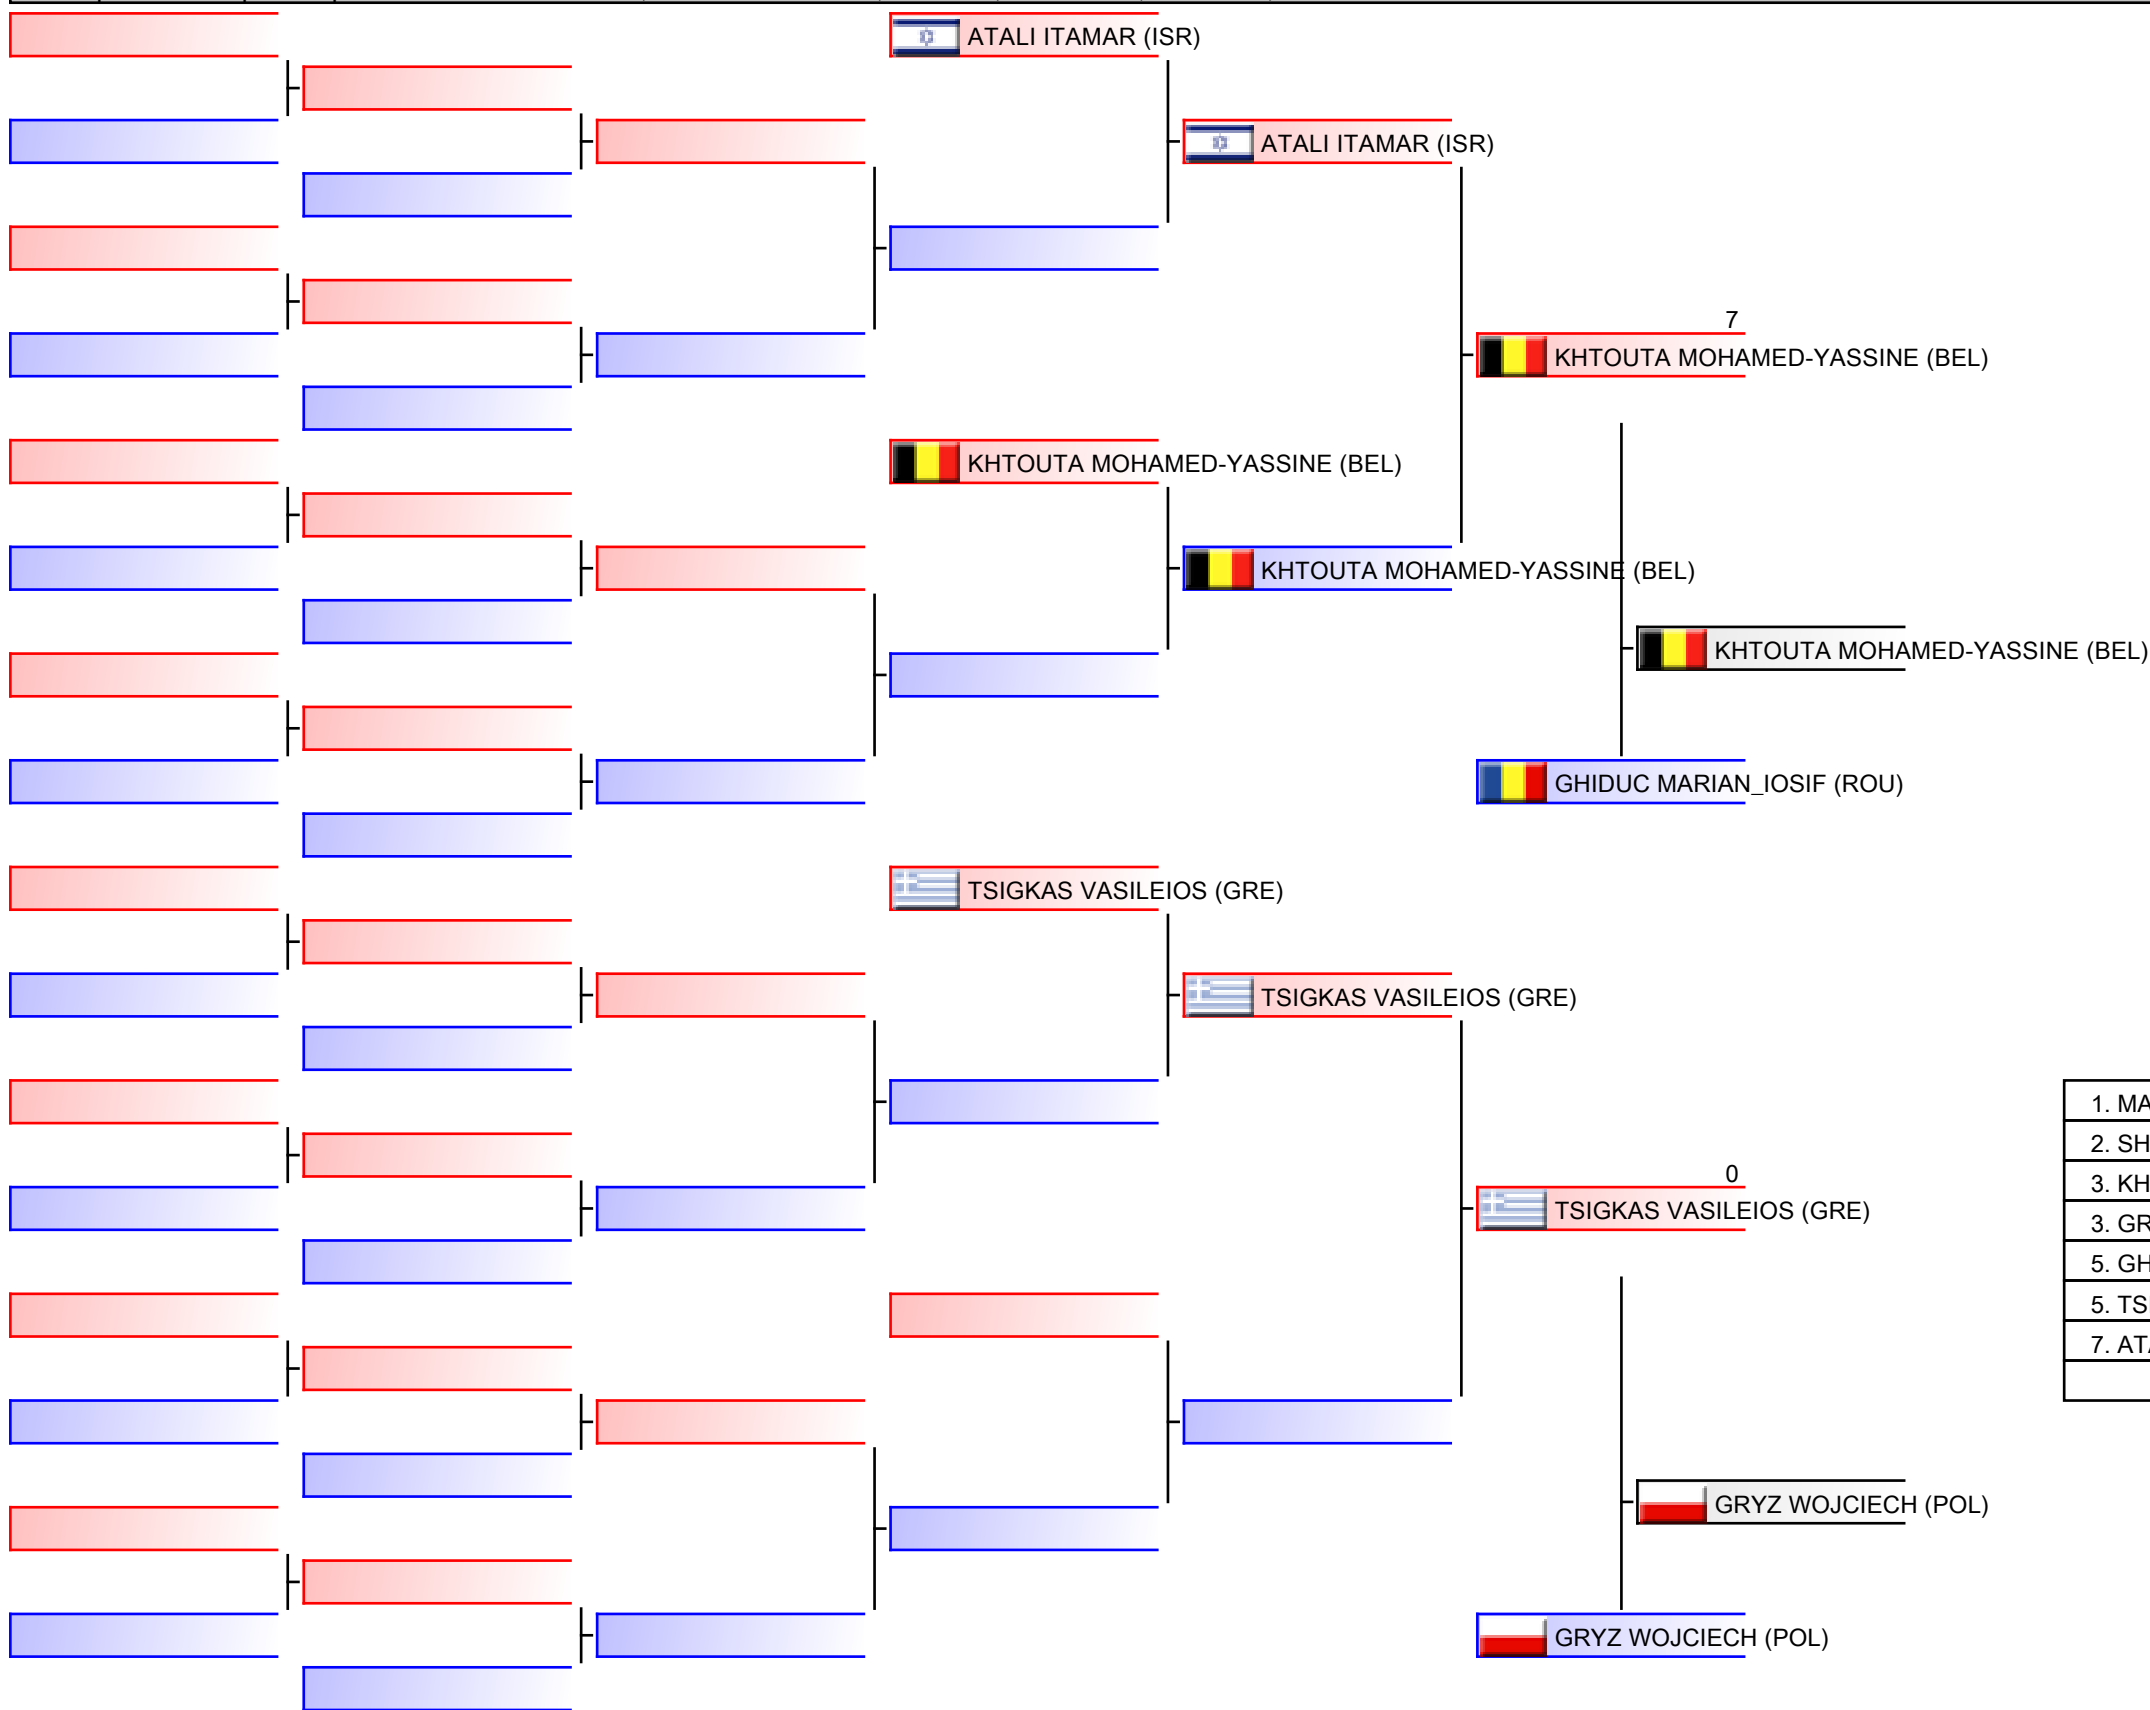 ATALI ITAMAR (ISR)
ATALI ITAMAR (ISR)
7
KHTOUTA MOHAMED-YASSINE (BEL)
KHTOUTA MOHAMED-YASSINE (BEL)
KHTOUTA MOHAMED-YASSINE (BEL)
KHTOUTA MOHAMED-YASSINE (BEL)
GHIDUC MARIAN_IOSIF (ROU)
TSIGKAS VASILEIOS (GRE)
TSIGKAS VASILEIOS (GRE)
0
TSIGKAS VASILEIOS (GRE)
GRYZ WOJCIECH (POL)
GRYZ WOJCIECH (POL)
1. MA
2. SH
3. KH
3. GR
5. GH
5. TS
7. AT